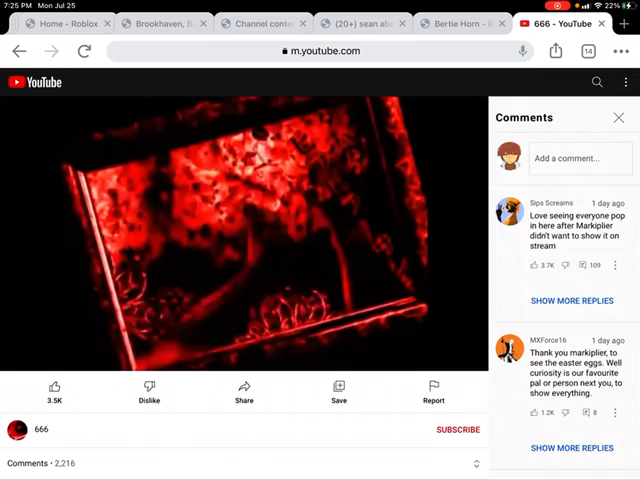 7:25 PM Mon Jul 25
22%
Home - Roblox
Brookhaven, B
Channel conte
(20+) sean abe
Bertie Horn - R
666 - YouTube
m.youtube.com
14
YouTube
Comments
Add a comment...
Sips Screams 1 day ago
Love seeing everyone pop
in here after Markiplier
didn't want to show it on
stream
3.7K 109
SHOW MORE REPLIES
MXForce16 1 day ago
Thank you markiplier, to
see the easter eggs. Well
curiosity is our favourite
pal or person next you, to
show everything.
1.2K 8
SHOW MORE REPLIES
3.5K Dislike Share Save Report
666 SUBSCRIBE
Comments • 2,216